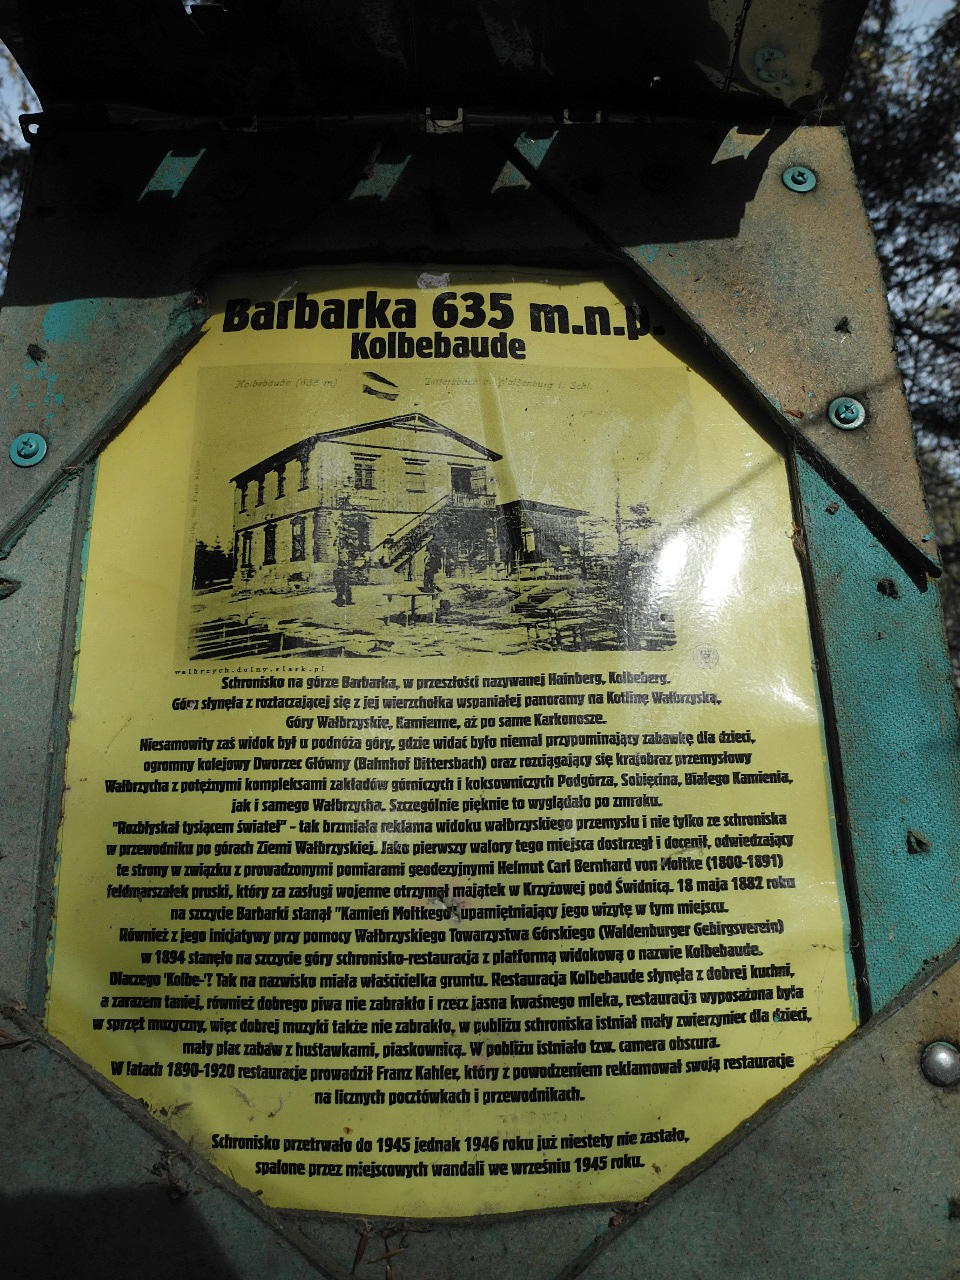 Barbarka 635 m.n.p.
Kolbebaude
Kolbebaude (635 m) Dittersbach b. Waldenburg i. Schl.
walbrzych.dolny.slask.pl
Schronisko na górze Barbarka, w przeszłości nazywanej Hainberg, Kolbeberg.
Góra słynęła z roztaczającej się z jej wierzchołka wspaniałej panoramy na Kotlinę Wałbrzyską,
Góry Wałbrzyskie, Kamienne, aż po same Karkonosze.
Niesamowity zaś widok był u podnóża góry, gdzie widać było niemal przypominający zabawkę dla dzieci,
ogromny kolejowy Dworzec Główny (Bahnhof Dittersbach) oraz rozciągający się krajobraz przemysłowy
Wałbrzycha z potężnymi kompleksami zakładów górniczych i koksowniczych Podgórza, Sobięcina, Białego Kamienia,
jak i samego Wałbrzycha. Szczególnie pięknie to wyglądało po zmroku.
"Rozbłyskał tysiącem świateł" - tak brzmiała reklama widoku wałbrzyskiego przemysłu i nie tylko ze schroniska
w przewodniku po górach Ziemi Wałbrzyskiej. Jako pierwszy walory tego miejsca dostrzegł i docenił, odwiedzający
te strony w związku z prowadzonymi pomiarami geodezyjnymi Helmut Carl Bernhard von Moltke (1800-1891)
feldmarszałek pruski, który za zasługi wojenne otrzymał majątek w Krzyżowej pod Świdnicą. 18 maja 1882 roku
na szczycie Barbarki stanął "Kamień Moltkego" upamiętniający jego wizytę w tym miejscu.
Również z jego inicjatywy przy pomocy Wałbrzyskiego Towarzystwa Górskiego (Waldenburger Gebirgsverein)
w 1894 stanęło na szczycie góry schronisko-restauracja z platformą widokową o nazwie Kolbebaude.
Dlaczego 'Kolbe-'? Tak na nazwisko miała właścicielka gruntu. Restauracja Kolbebaude słynęła z dobrej kuchni,
a zarazem taniej, również dobrego piwa nie zabrakło i rzecz jasna kwaśnego mleka, restauracja wyposażona była
w sprzęt muzyczny, więc dobrej muzyki także nie zabrakło, w publiżu schroniska istniał mały zwierzyniec dla dzieci,
mały plac zabaw z huśtawkami, piaskownicą. W pobliżu istniało tzw. camera obscura.
W latach 1890-1920 restauracje prowadził Franz Kahler, który z powodzeniem reklamował swoją restauracje
na licznych pocztówkach i przewodnikach.
Schronisko przetrwało do 1945 jednak 1946 roku już niestety nie zastało,
spalone przez miejscowych wandali we wrześniu 1945 roku.